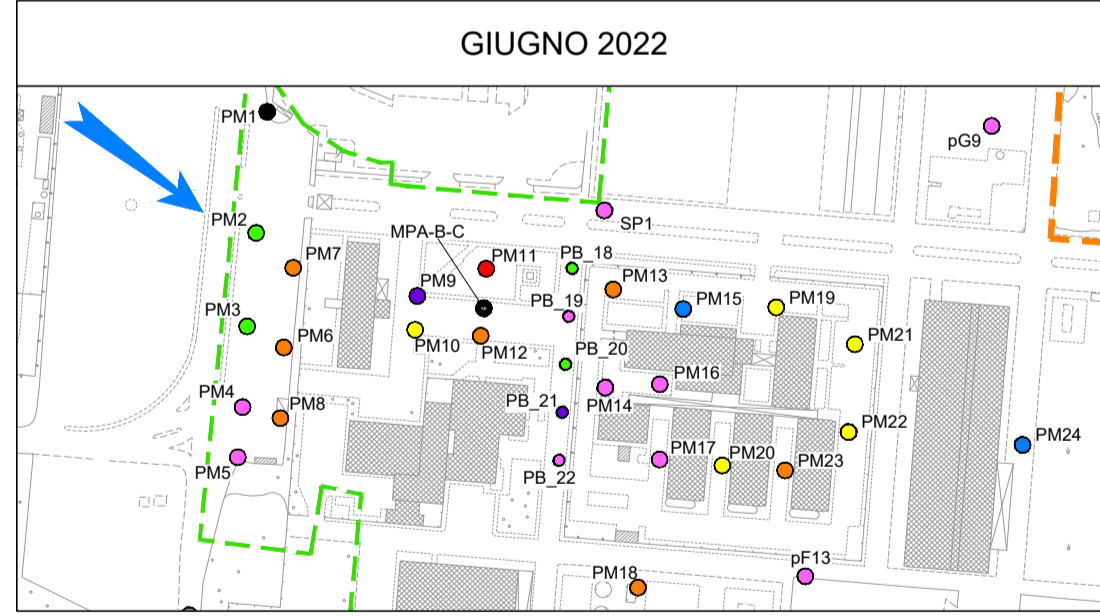 GIUGNO 2022
PM1
pG9
SP1
PM2
MPA-B-C
PM7
PM11
PB_18
PM13
PM9
PM15
PM19
PB_19
PM3
PM6
PM10
PM12
PB_20
PM21
PM4
PM8
PB_21
PM14
PM16
PM22
PM24
PM5
PB_22
PM17
PM20
PM23
pF13
PM18